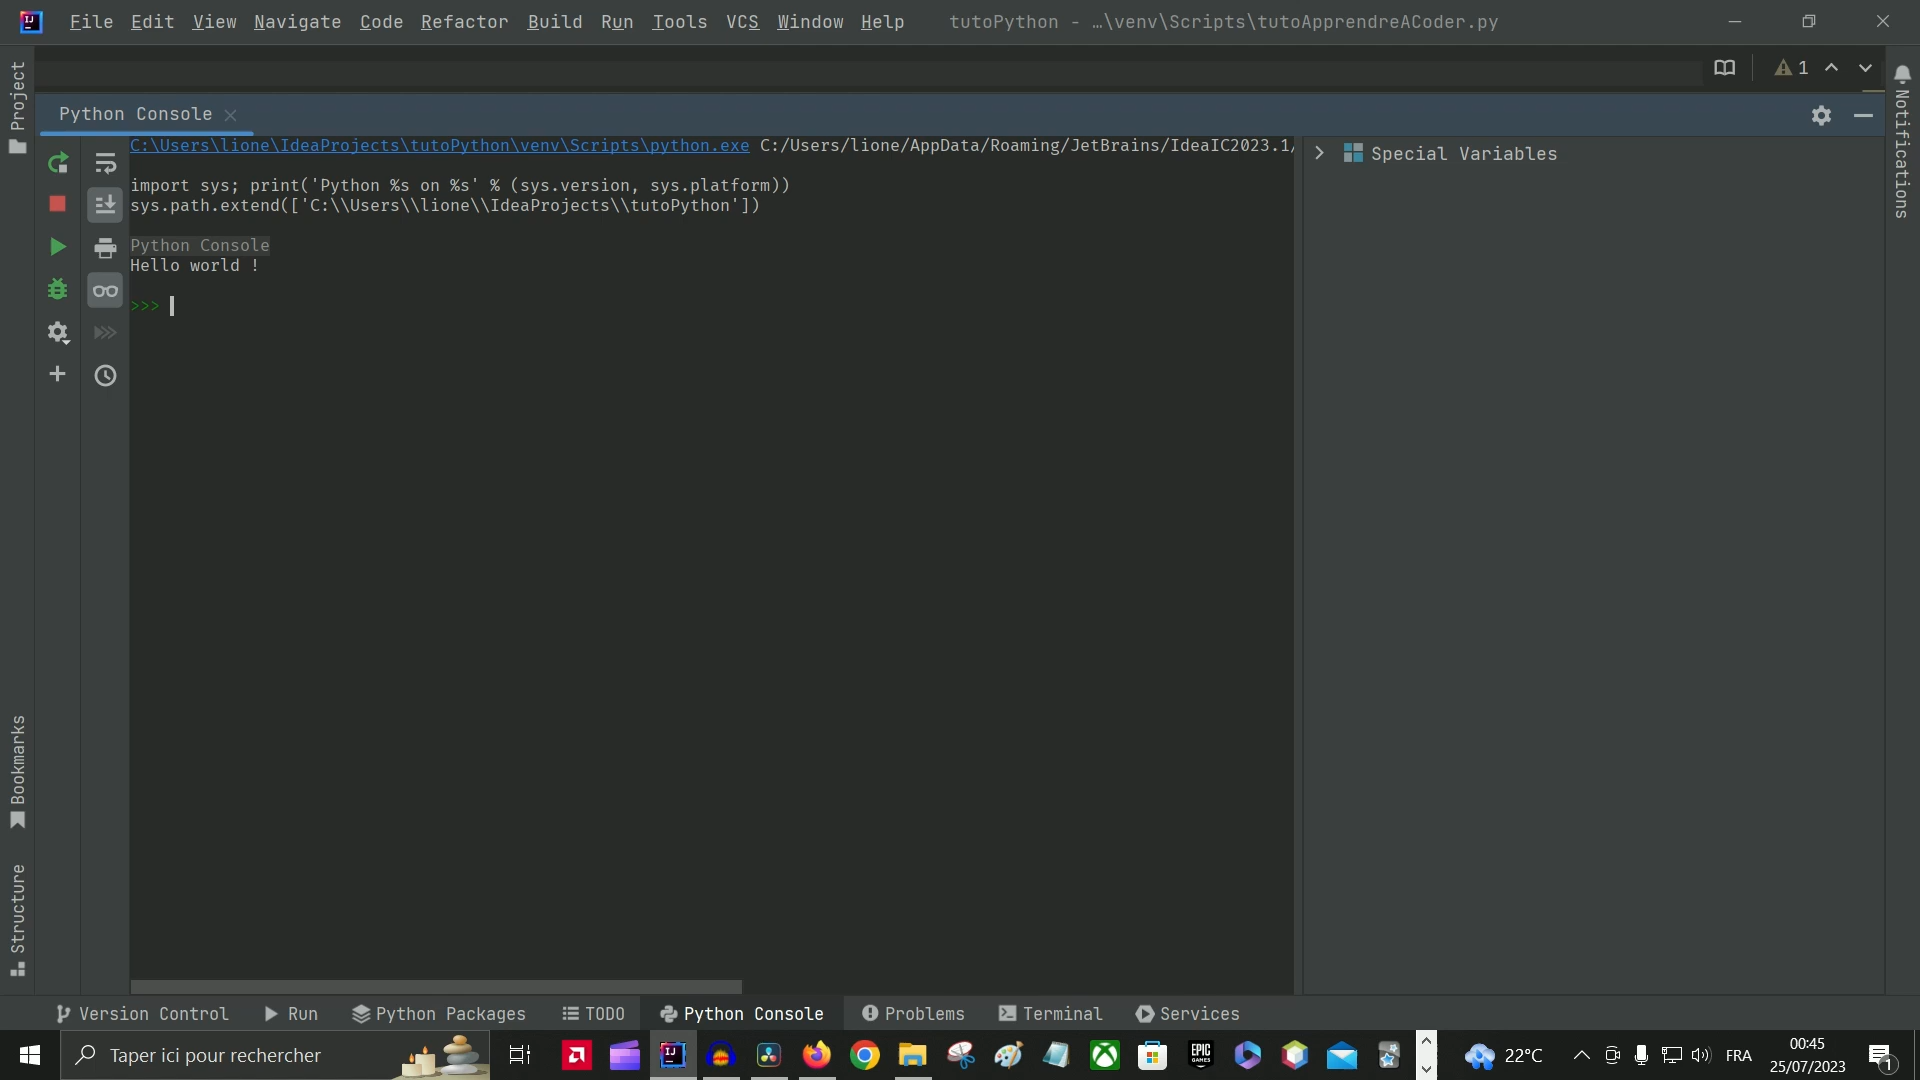 File Edit View Navigate Code Refactor Build Run Tools VCS Window Help tutoPython - …\venv\Scripts\tutoApprendreACoder.py
1
Project
Notifications
Python Console
C:\Users\lione\IdeaProjects\tutoPython\venv\Scripts\python.exe C:/Users/lione/AppData/Roaming/JetBrains/IdeaIC2023.1/
Special Variables
import sys; print('Python %s on %s' % (sys.version, sys.platform))
sys.path.extend(['C:\\Users\\lione\\IdeaProjects\\tutoPython'])
Python Console
Hello world !
>>>
Bookmarks
Structure
Version Control Run Python Packages TODO Python Console Problems Terminal Services
Taper ici pour rechercher
EPIC GAMES
22°C
FRA
00:45
25/07/2023
1